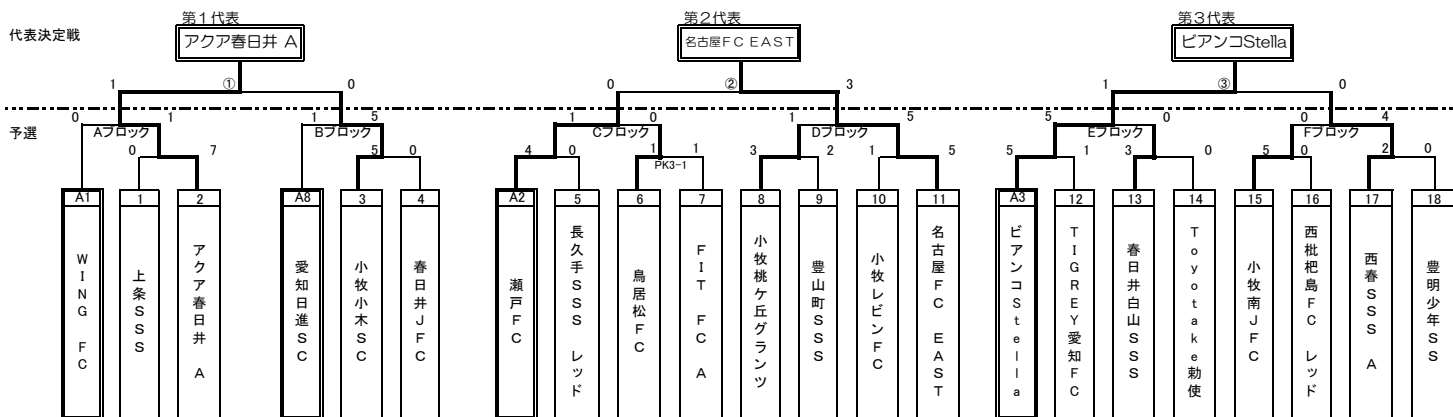 第1代表 第2代表 第3代表
代表決定戦 アクア春日井 A 名古屋FC EAST ビアンコStella
1 ① 0 0 ② 3 1 ③ 0
予選 0 Aブロック 1 1 Bブロック 5 1 Cブロック 0 1 Dブロック 5 5 Eブロック 0 0 Fブロック 4
0 7 5 0 4 0 1 PK3-1 1 3 2 1 5 5 1 3 0 5 0 2 0
A1 1 2 A8 3 4 A2 5 6 7 8 9 10 11 A3 12 13 14 15 16 17 18
WING FC
上条SSS
アクア春日井 A
愛知日進SC
小牧小木SC
春日井JFC
瀬戸FC
長久手SSS レッド
鳥居松FC
FIT FC A
小牧桃ケ丘グランツ
豊山町SSS
小牧レビンFC
名古屋FC EAST
ビアンコStella
TIGREY愛知FC
春日井白山SSS
Toyotake勅使
小牧南JFC
西枇杷島FC レッド
西春SSS A
豊明少年SS